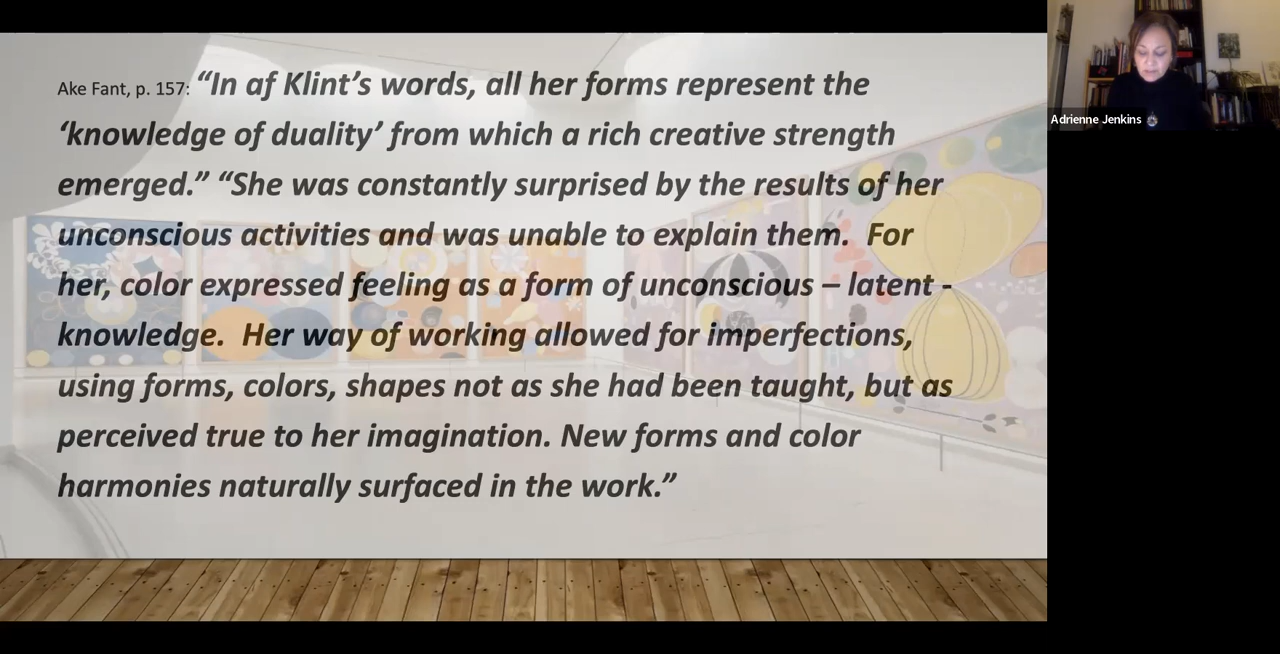 Ake Fant, p. 157: “In af Klint’s words, all her forms represent the
‘knowledge of duality’ from which a rich creative strength
emerged.” “She was constantly surprised by the results of her
unconscious activities and was unable to explain them.  For
her, color expressed feeling as a form of unconscious – latent -
knowledge.  Her way of working allowed for imperfections,
using forms, colors, shapes not as she had been taught, but as
perceived true to her imagination. New forms and color
harmonies naturally surfaced in the work.”
Adrienne Jenkins